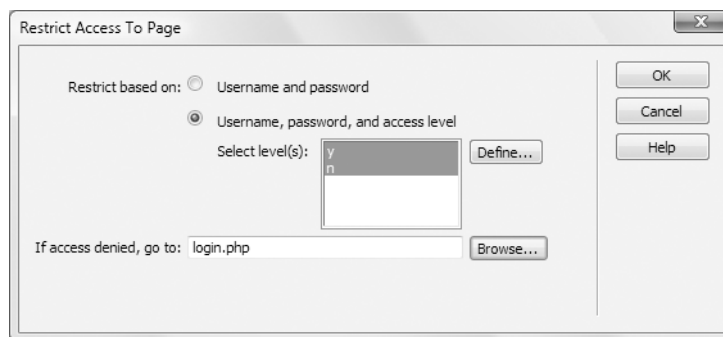 Restrict Access To Page
X
Restrict based on: Username and password
Username, password, and access level
Select level(s): y
n
Define...
If access denied, go to: login.php Browse...
OK
Cancel
Help